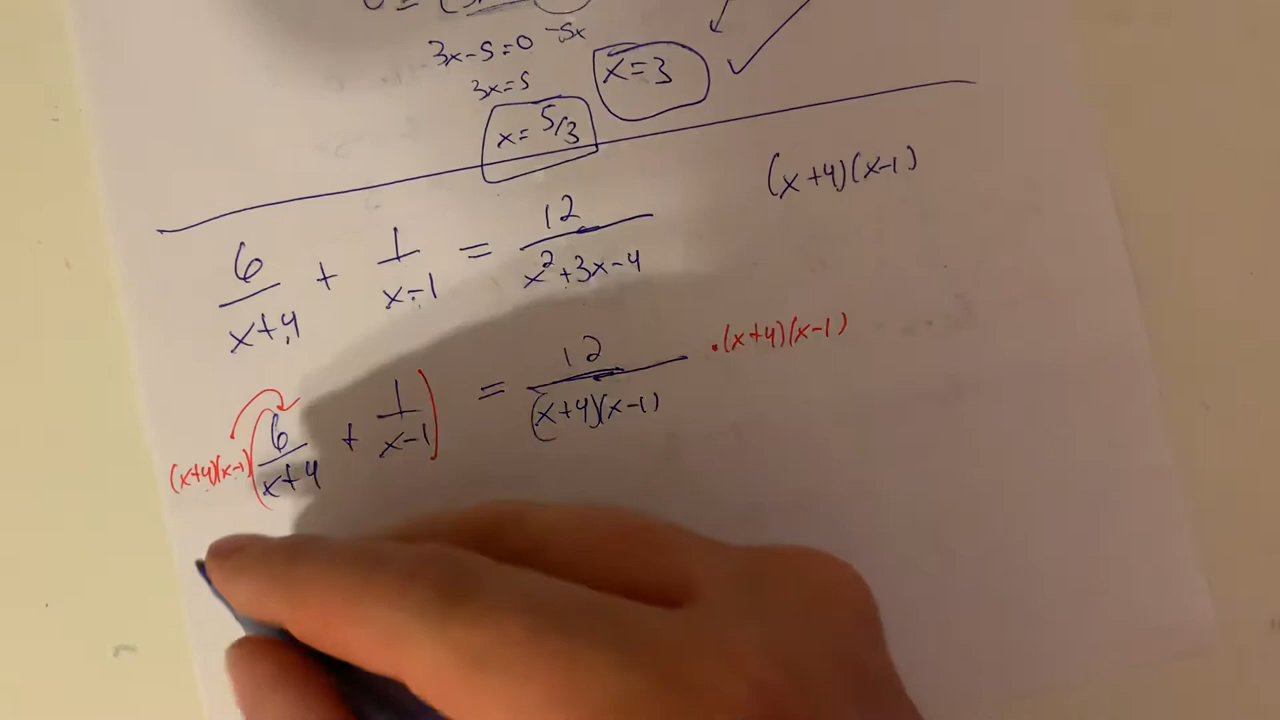 3x-5=0 -5x
3x=5
x=5/3
x=3 ✓
(x+4)(x-1)
6/(x+4) + 1/(x-1) = 12/(x²+3x-4)
(x+4)(x-1)(6/(x+4) + 1/(x-1)) = 12/((x+4)(x-1)) ·(x+4)(x-1)